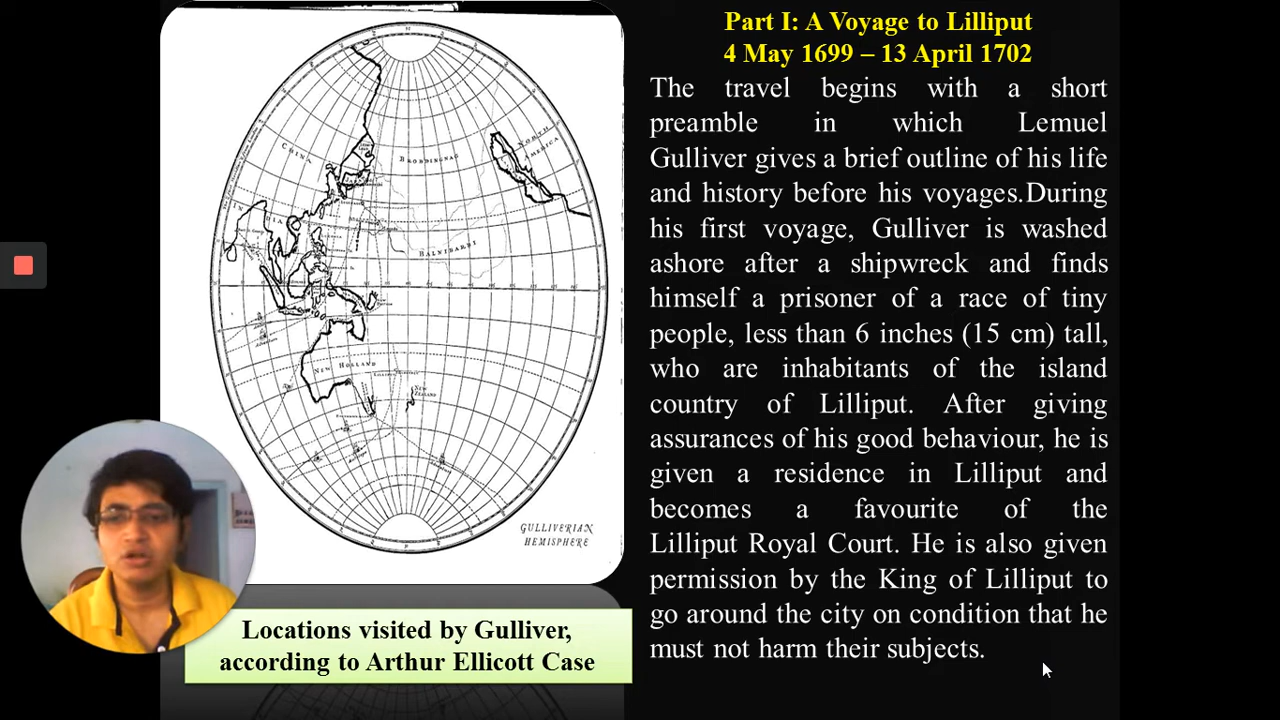 Part I: A Voyage to Lilliput
4 May 1699 – 13 April 1702
The travel begins with a short
preamble in which Lemuel
Gulliver gives a brief outline of his life
and history before his voyages.During
his first voyage, Gulliver is washed
ashore after a shipwreck and finds
himself a prisoner of a race of tiny
people, less than 6 inches (15 cm) tall,
who are inhabitants of the island
country of Lilliput. After giving
assurances of his good behaviour, he is
given a residence in Lilliput and
becomes a favourite of the
Lilliput Royal Court. He is also given
permission by the King of Lilliput to
go around the city on condition that he
must not harm their subjects.
CHINA
BRODDINGNAG
NORTH
AMERICA
INDIA
BALNIBARBI
NEW HOLLAND
NEW
ZEALAND
GULLIVERIAN
HEMISPHERE
Locations visited by Gulliver,
according to Arthur Ellicott Case